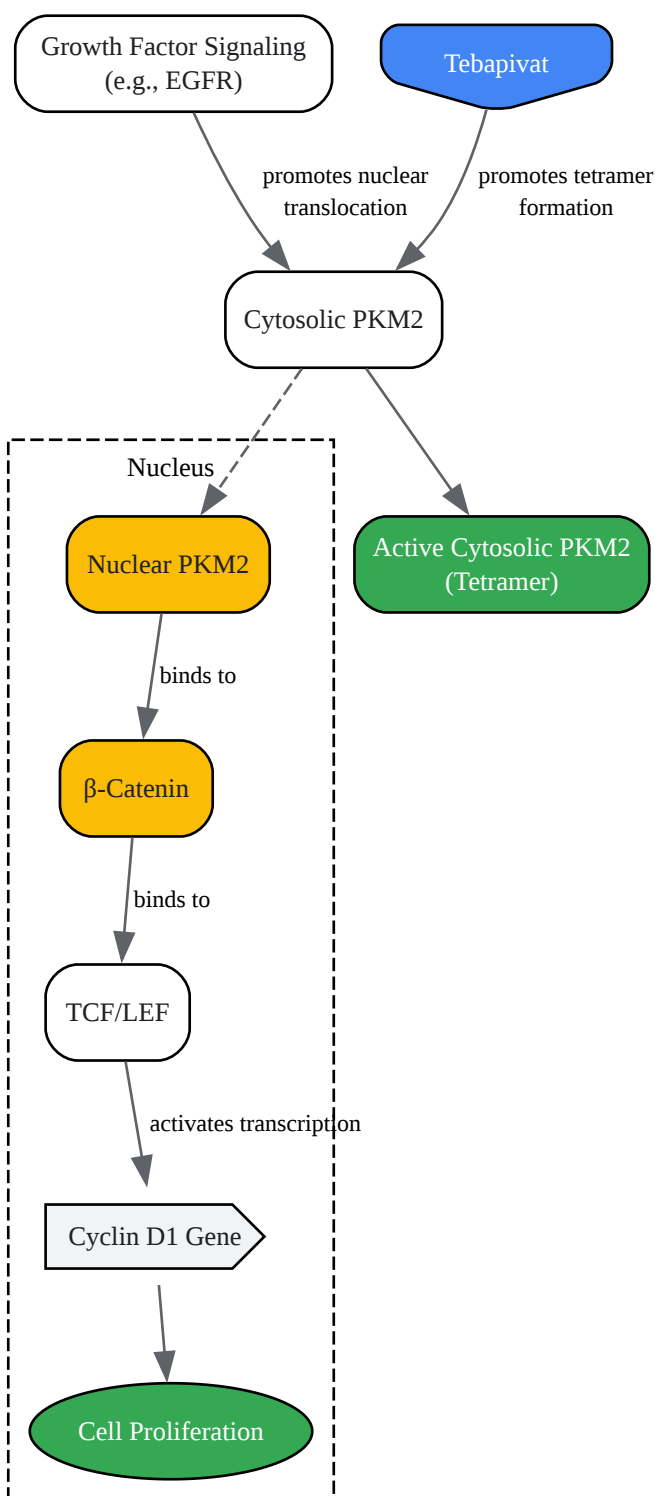 Growth Factor Signaling
(e.g., EGFR)
Tebapivat
promotes nuclear
translocation
promotes tetramer
formation
Cytosolic PKM2
Nucleus
Nuclear PKM2
Active Cytosolic PKM2
(Tetramer)
binds to
β-Catenin
binds to
TCF/LEF
activates transcription
Cyclin D1 Gene
Cell Proliferation